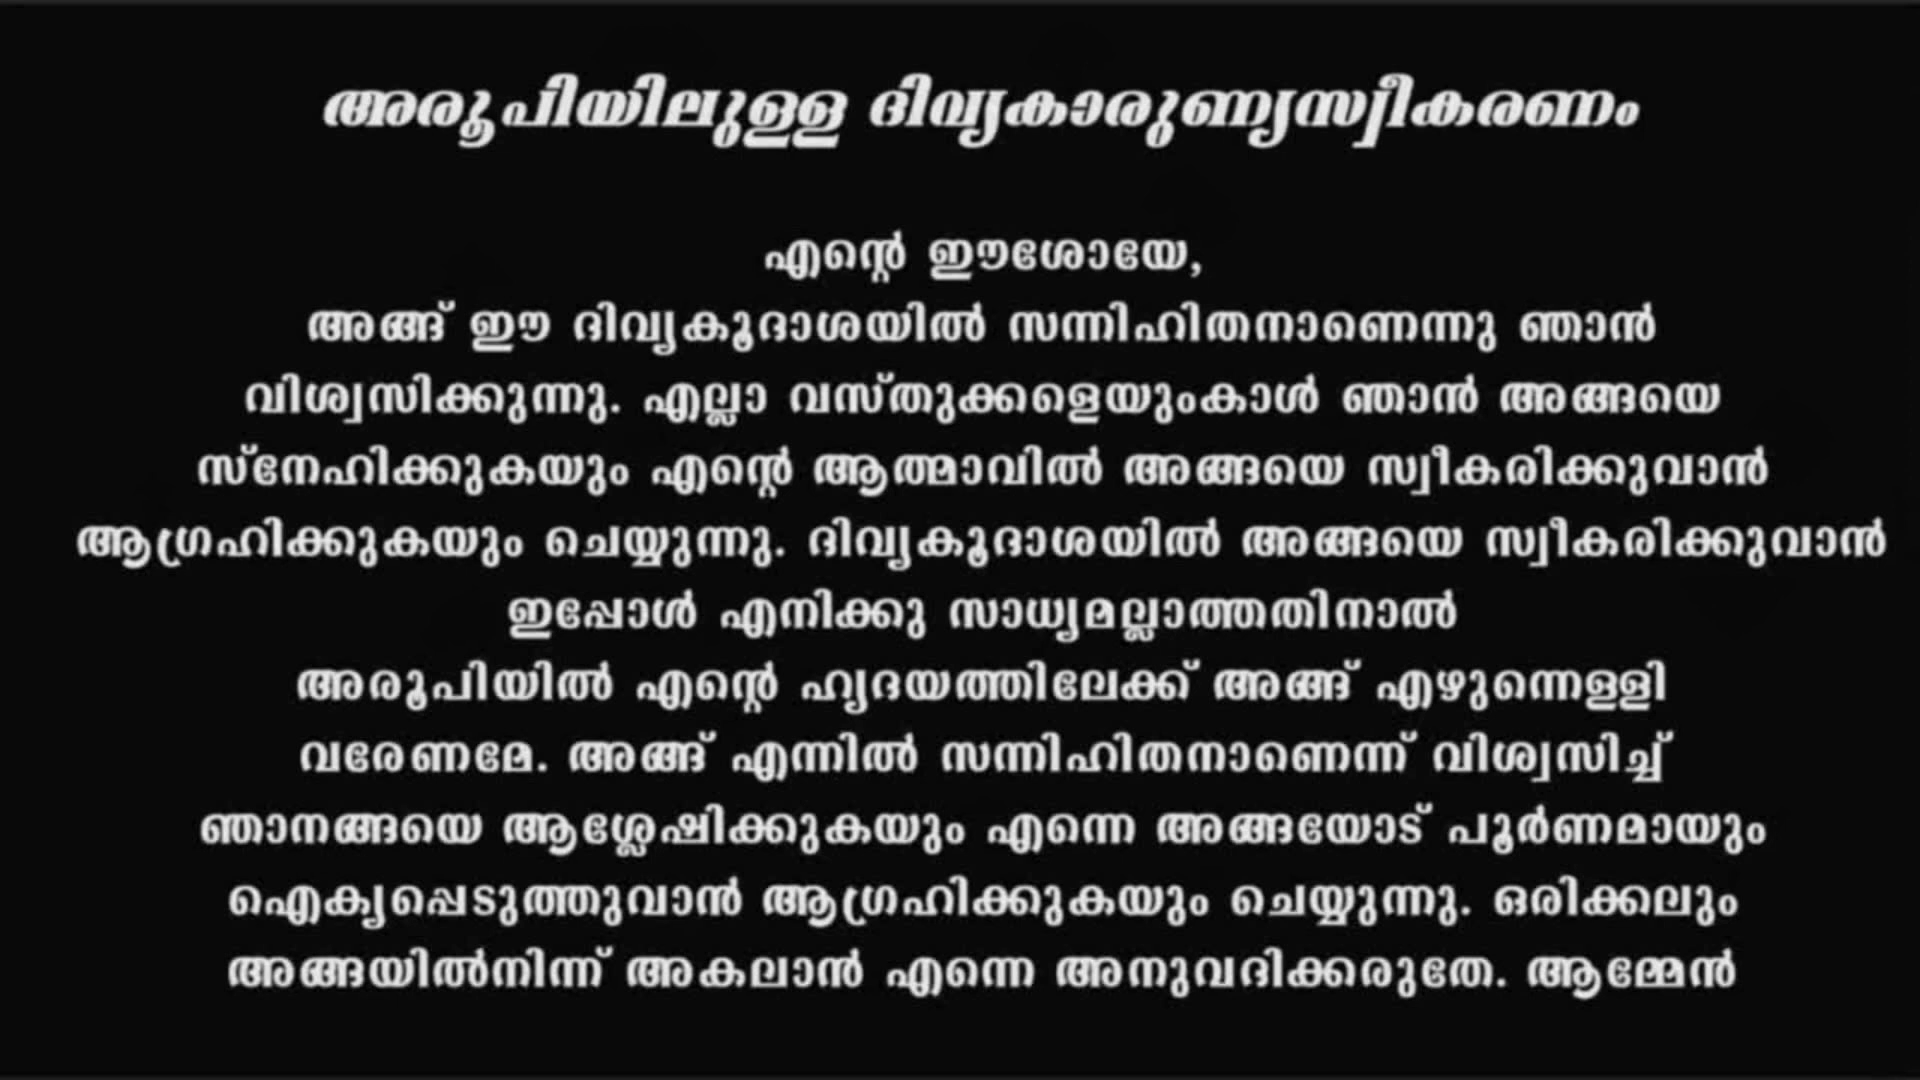 അരൂപിയിലുള്ള ദിവ്യകാരുണ്യസ്വീകരണം
എന്റെ ഈശോയേ,
അങ്ങ് ഈ ദിവ്യകൂദാശയിൽ സന്നിഹിതനാണെന്നു ഞാൻ
വിശ്വസിക്കുന്നു. എല്ലാ വസ്തുക്കളെയുംകാൾ ഞാൻ അങ്ങയെ
സ്നേഹിക്കുകയും എന്റെ ആത്മാവിൽ അങ്ങയെ സ്വീകരിക്കുവാൻ
ആഗ്രഹിക്കുകയും ചെയ്യുന്നു. ദിവ്യകൂദാശയിൽ അങ്ങയെ സ്വീകരിക്കുവാൻ
ഇപ്പോൾ എനിക്കു സാധ്യമല്ലാത്തതിനാൽ
അരൂപിയിൽ എന്റെ ഹൃദയത്തിലേക്ക് അങ്ങ് എഴുന്നെള്ളി
വരേണമേ. അങ്ങ് എന്നിൽ സന്നിഹിതനാണെന്ന് വിശ്വസിച്ച്
ഞാനങ്ങയെ ആശ്ലേഷിക്കുകയും എന്നെ അങ്ങയോട് പൂർണമായും
ഐക്യപ്പെടുത്തുവാൻ ആഗ്രഹിക്കുകയും ചെയ്യുന്നു. ഒരിക്കലും
അങ്ങയിൽനിന്ന് അകലാൻ എന്നെ അനുവദിക്കരുതേ. ആമ്മേൻ